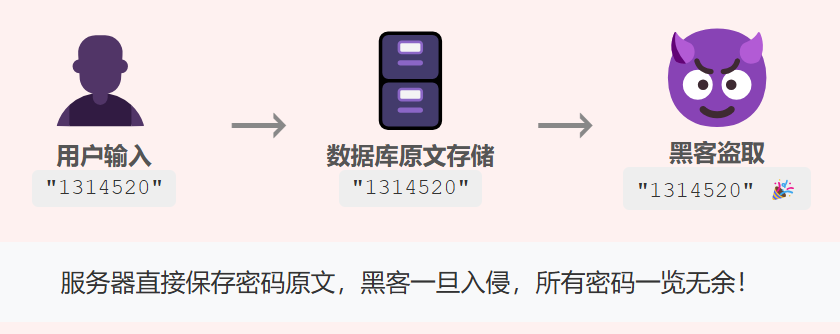 用户输入
"1314520"
数据库原文存储
"1314520"
黑客盗取
"1314520" 🎉
服务器直接保存密码原文，黑客一旦入侵，所有密码一览无余！